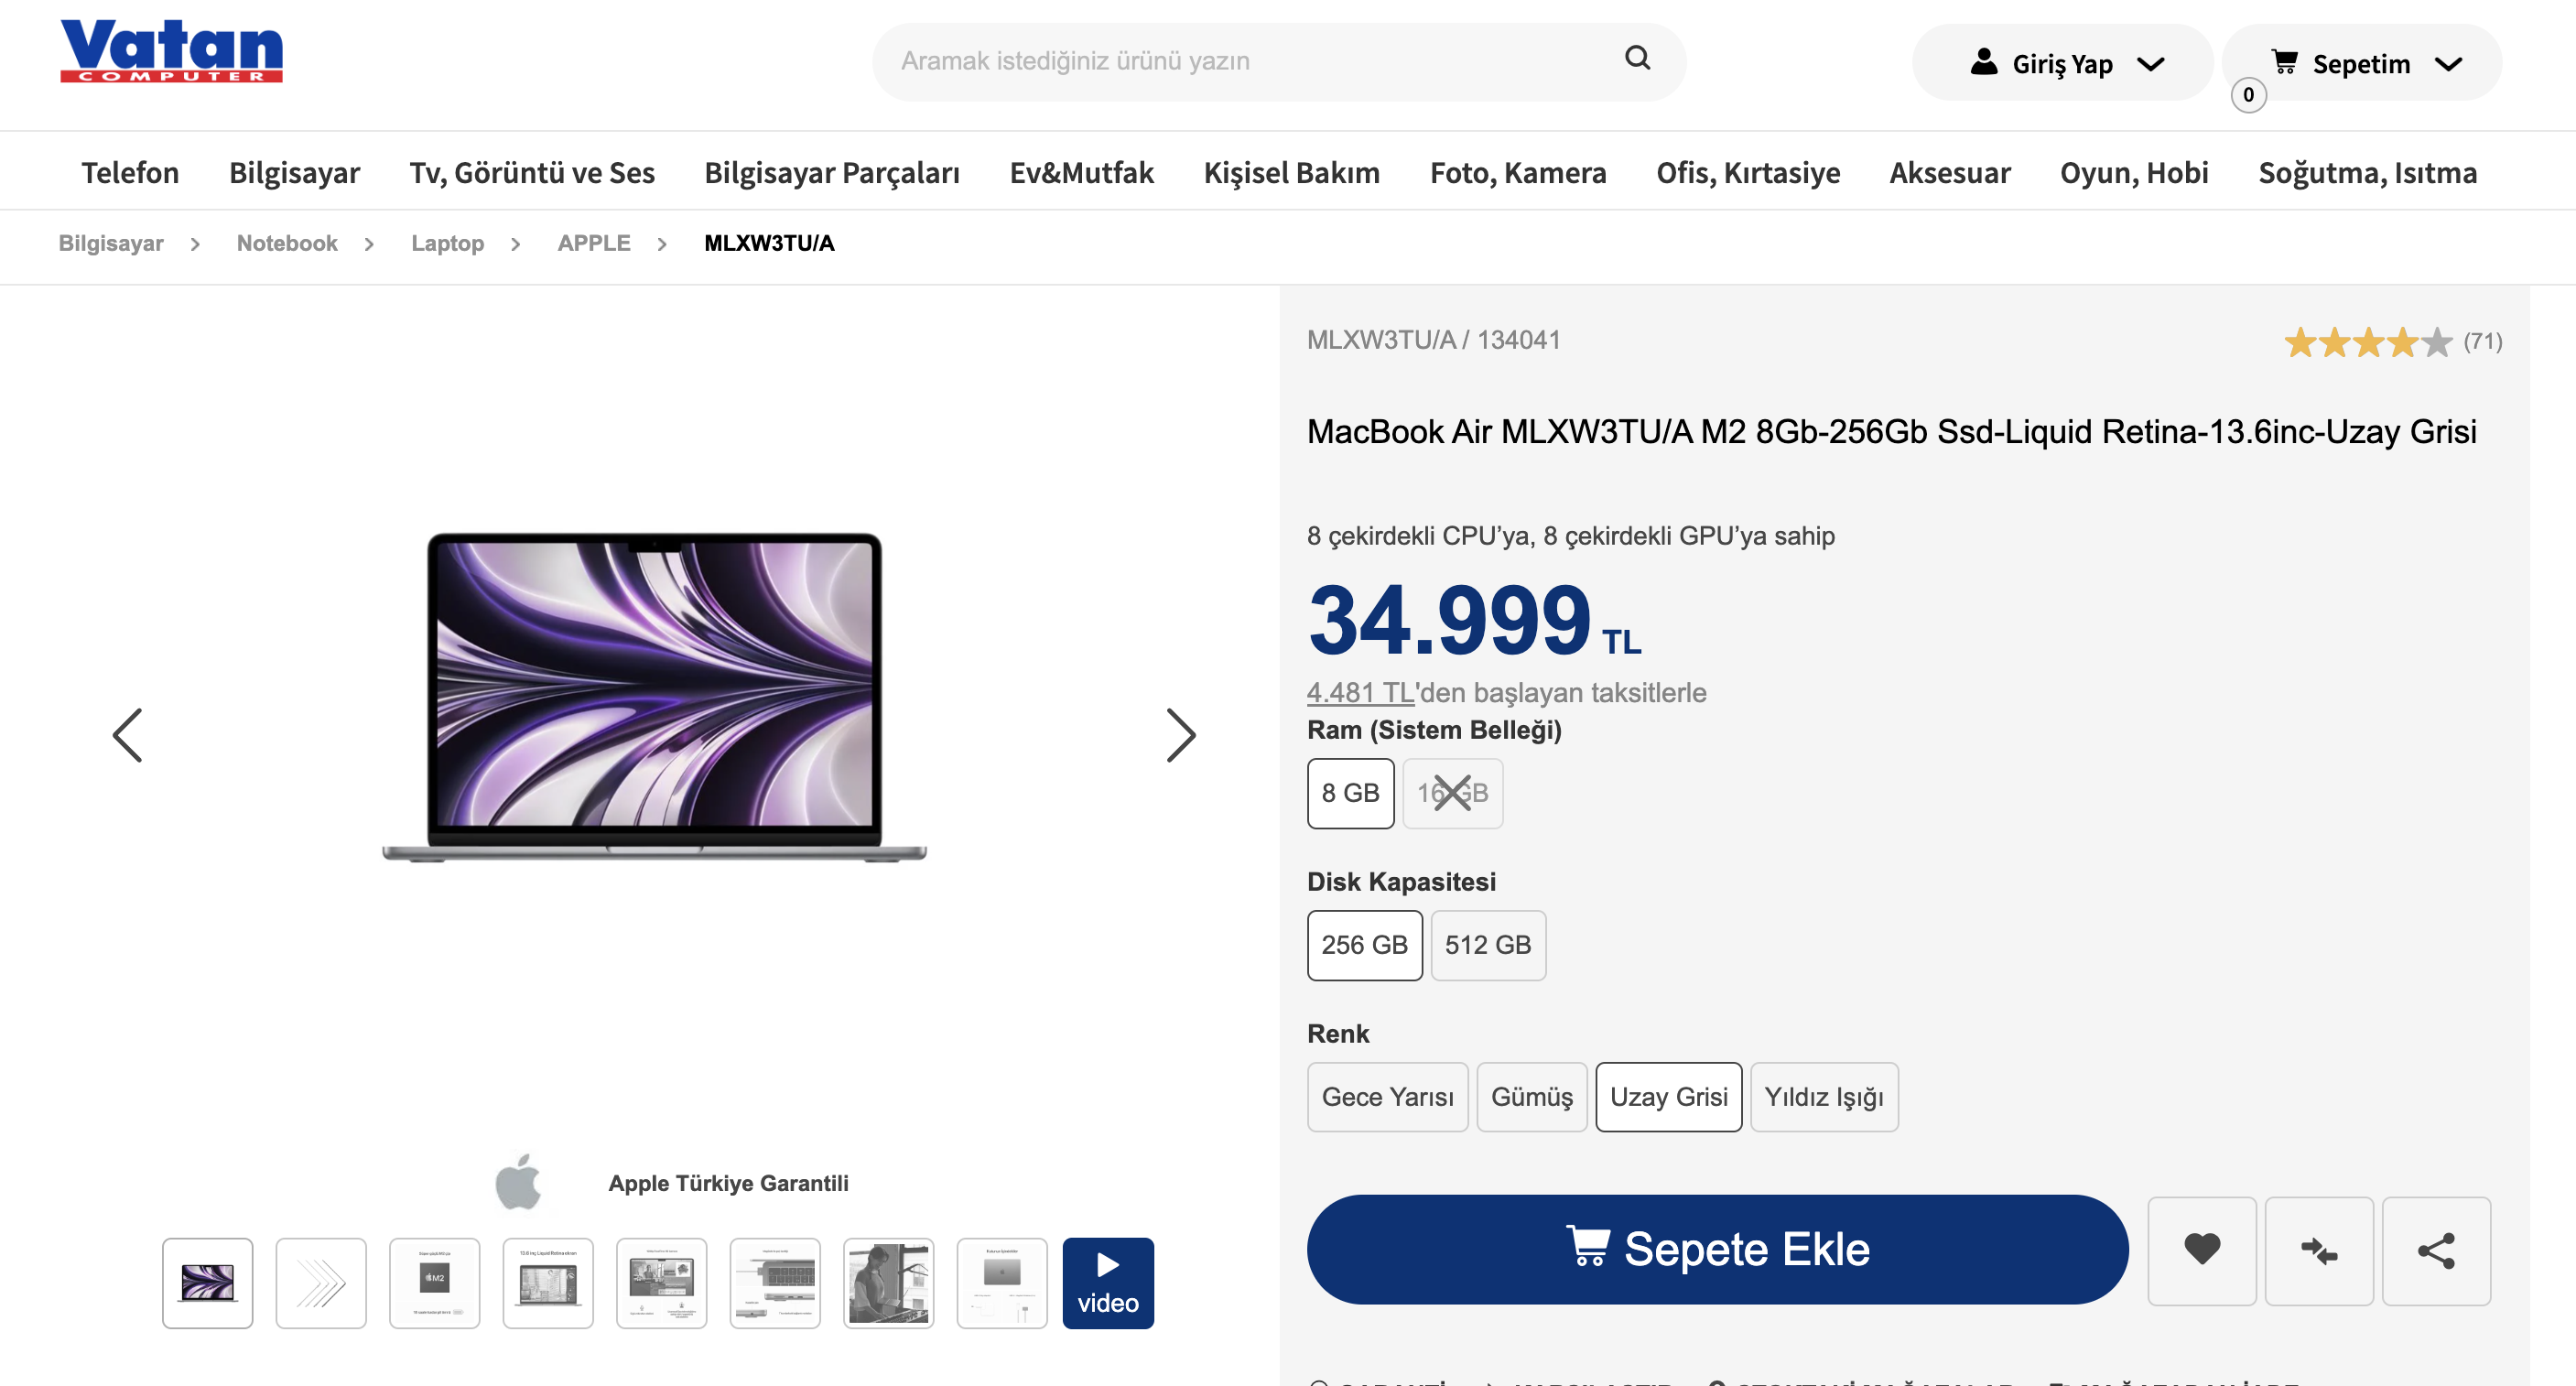 Vatan
COMPUTER
Aramak istediğiniz ürünü yazın
Giriş Yap
Sepetim
0
Telefon Bilgisayar Tv, Görüntü ve Ses Bilgisayar Parçaları Ev&Mutfak Kişisel Bakım Foto, Kamera Ofis, Kırtasiye Aksesuar Oyun, Hobi Soğutma, Isıtma
Bilgisayar > Notebook > Laptop > APPLE > MLXW3TU/A
MLXW3TU/A / 134041
(71)
MacBook Air MLXW3TU/A M2 8Gb-256Gb Ssd-Liquid Retina-13.6inc-Uzay Grisi
8 çekirdekli CPU’ya, 8 çekirdekli GPU’ya sahip
34.999 TL
4.481 TL'den başlayan taksitlerle
Ram (Sistem Belleği)
8 GB 16 GB
Disk Kapasitesi
256 GB 512 GB
Renk
Gece Yarısı Gümüş Uzay Grisi Yıldız Işığı
Apple Türkiye Garantili
M2
video
Sepete Ekle